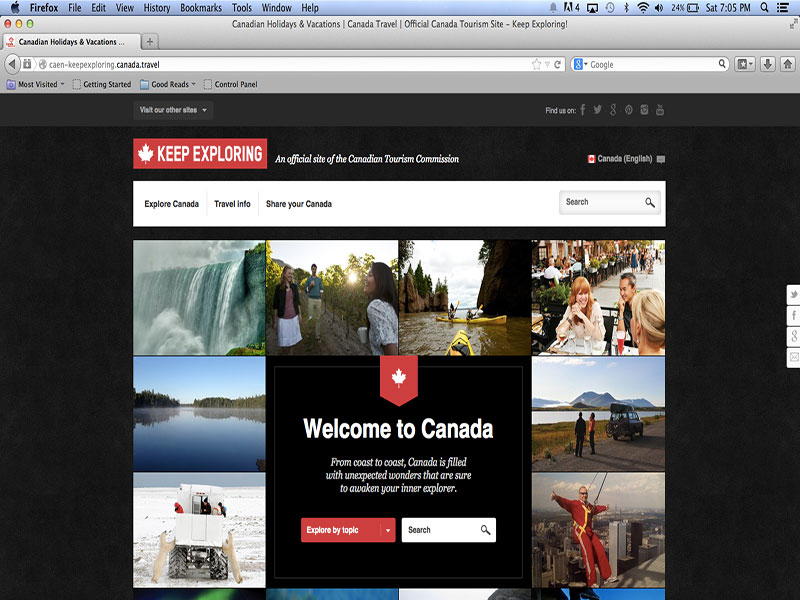 Firefox File Edit View History Bookmarks Tools Window Help
4
24%
Sat 7:05 PM
Canadian Holidays & Vacations | Canada Travel | Official Canada Tourism Site – Keep Exploring!
Canadian Holidays & Vacations ...
caen-keepexploring.canada.travel
Google
Most Visited
Getting Started
Good Reads
Control Panel
Visit our other sites
Find us on:
KEEP EXPLORING
An official site of the Canadian Tourism Commission
Canada (English)
Explore Canada
Travel info
Share your Canada
Search
Welcome to Canada
From coast to coast, Canada is filled
with unexpected wonders that are sure
to awaken your inner explorer.
Explore by topic
Search